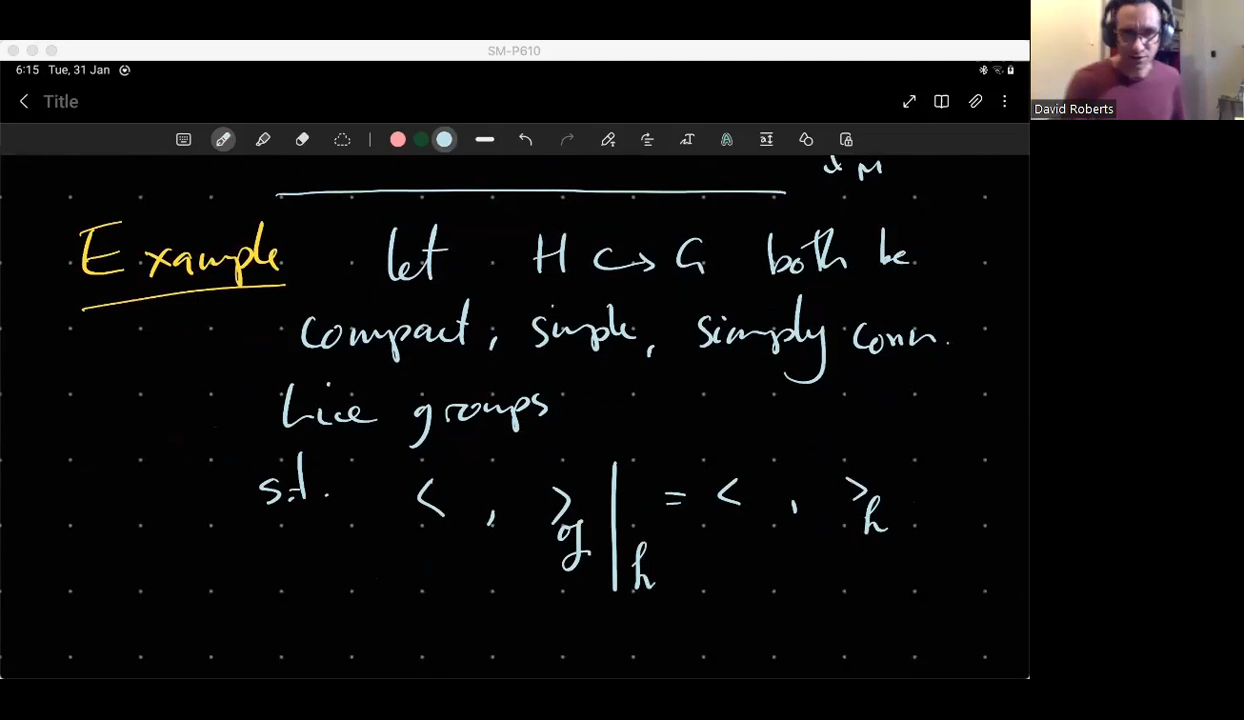 SM-P610
6:15 Tue, 31 Jan
Title
David Roberts
↓ M
Example let H ↪ G both be
compact, simple, simply conn.
Lie groups
s.t. < , >𝔤 | 𝔥 = < , >𝔥